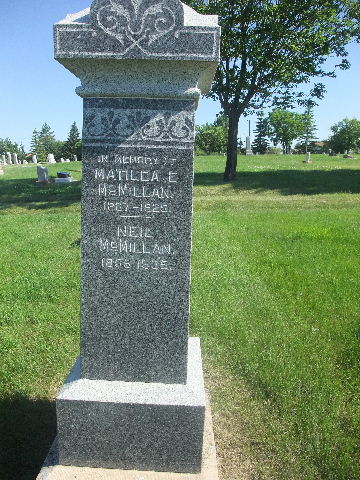 IN MEMORY OF
MATILDA E.
McMILLAN.
NEIL
McMILLAN.